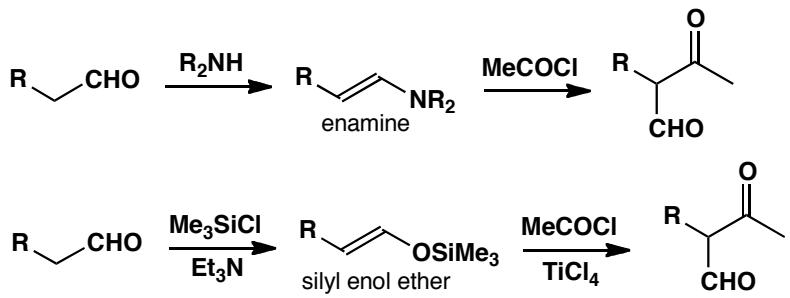 R CHO R₂NH R NR₂ MeCOCl R O CHO
enamine
R CHO Me₃SiCl Et₃N R OSiMe₃ MeCOCl TiCl₄ R O CHO
silyl enol ether